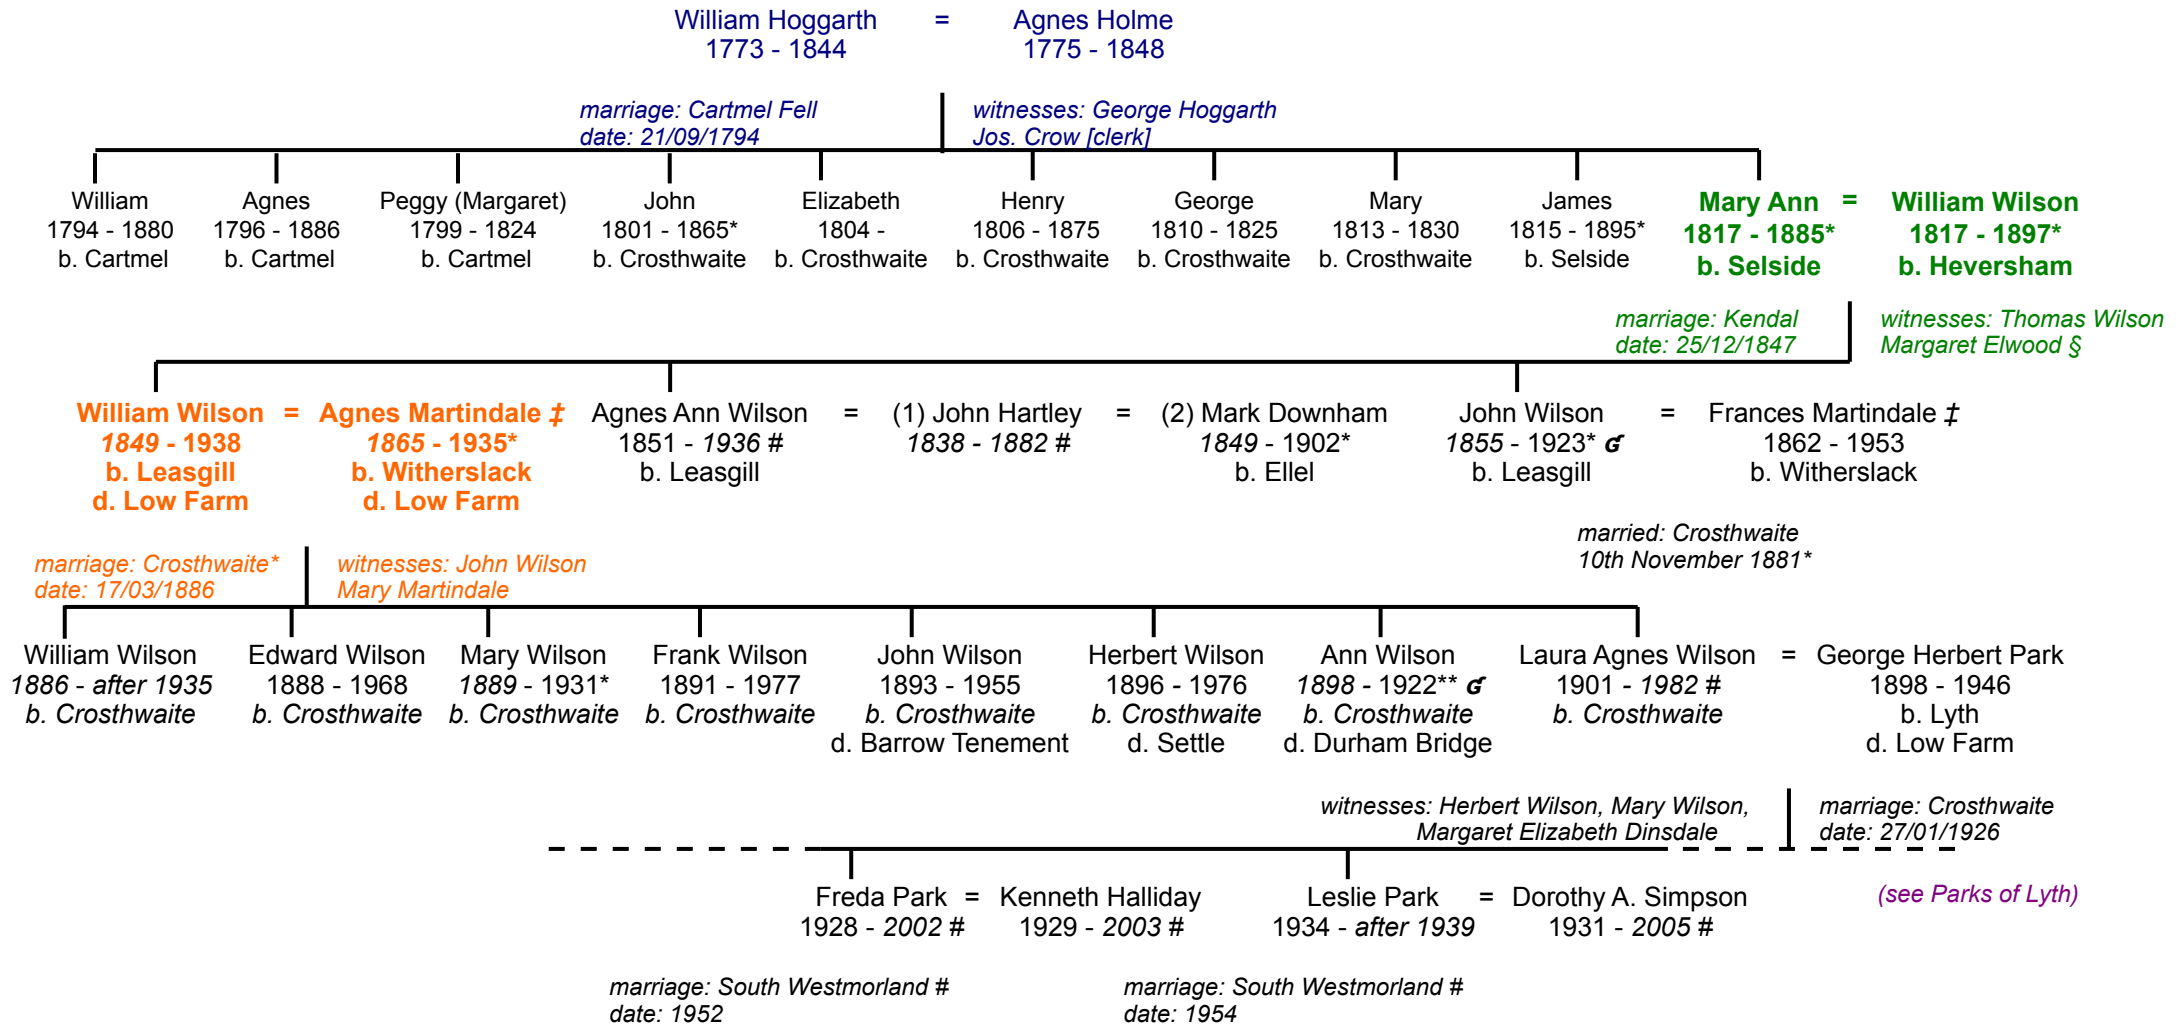 William Hoggarth = Agnes Holme
1773 - 1844 1775 - 1848
marriage: Cartmel Fell witnesses: George Hoggarth
date: 21/09/1794 Jos. Crow [clerk]
William Agnes Peggy (Margaret) John Elizabeth Henry George Mary James Mary Ann = William Wilson
1794 - 1880 1796 - 1886 1799 - 1824 1801 - 1865* 1804 - 1806 - 1875 1810 - 1825 1813 - 1830 1815 - 1895* 1817 - 1885* 1817 - 1897*
b. Cartmel b. Cartmel b. Cartmel b. Crosthwaite b. Crosthwaite b. Crosthwaite b. Crosthwaite b. Crosthwaite b. Selside b. Selside b. Heversham
marriage: Kendal witnesses: Thomas Wilson
date: 25/12/1847 Margaret Elwood §
William Wilson = Agnes Martindale ‡ Agnes Ann Wilson = (1) John Hartley = (2) Mark Downham John Wilson = Frances Martindale ‡
1849 - 1938 1865 - 1935* 1851 - 1936 # 1838 - 1882 # 1849 - 1902* 1855 - 1923* 1862 - 1953
b. Leasgill b. Witherslack b. Leasgill b. Ellel b. Leasgill b. Witherslack
d. Low Farm d. Low Farm
married: Crosthwaite
10th November 1881*
marriage: Crosthwaite* witnesses: John Wilson
date: 17/03/1886 Mary Martindale
William Wilson Edward Wilson Mary Wilson Frank Wilson John Wilson Herbert Wilson Ann Wilson Laura Agnes Wilson = George Herbert Park
1886 - after 1935 1888 - 1968 1889 - 1931* 1891 - 1977 1893 - 1955 1896 - 1976 1898 - 1922** 1901 - 1982 # 1898 - 1946
b. Crosthwaite b. Crosthwaite b. Crosthwaite b. Crosthwaite b. Crosthwaite b. Crosthwaite b. Crosthwaite b. Crosthwaite b. Lyth
d. Barrow Tenement d. Settle d. Durham Bridge d. Low Farm
witnesses: Herbert Wilson, Mary Wilson, marriage: Crosthwaite
Margaret Elizabeth Dinsdale date: 27/01/1926
Freda Park = Kenneth Halliday Leslie Park = Dorothy A. Simpson (see Parks of Lyth)
1928 - 2002 # 1929 - 2003 # 1934 - after 1939 1931 - 2005 #
marriage: South Westmorland # marriage: South Westmorland #
date: 1952 date: 1954